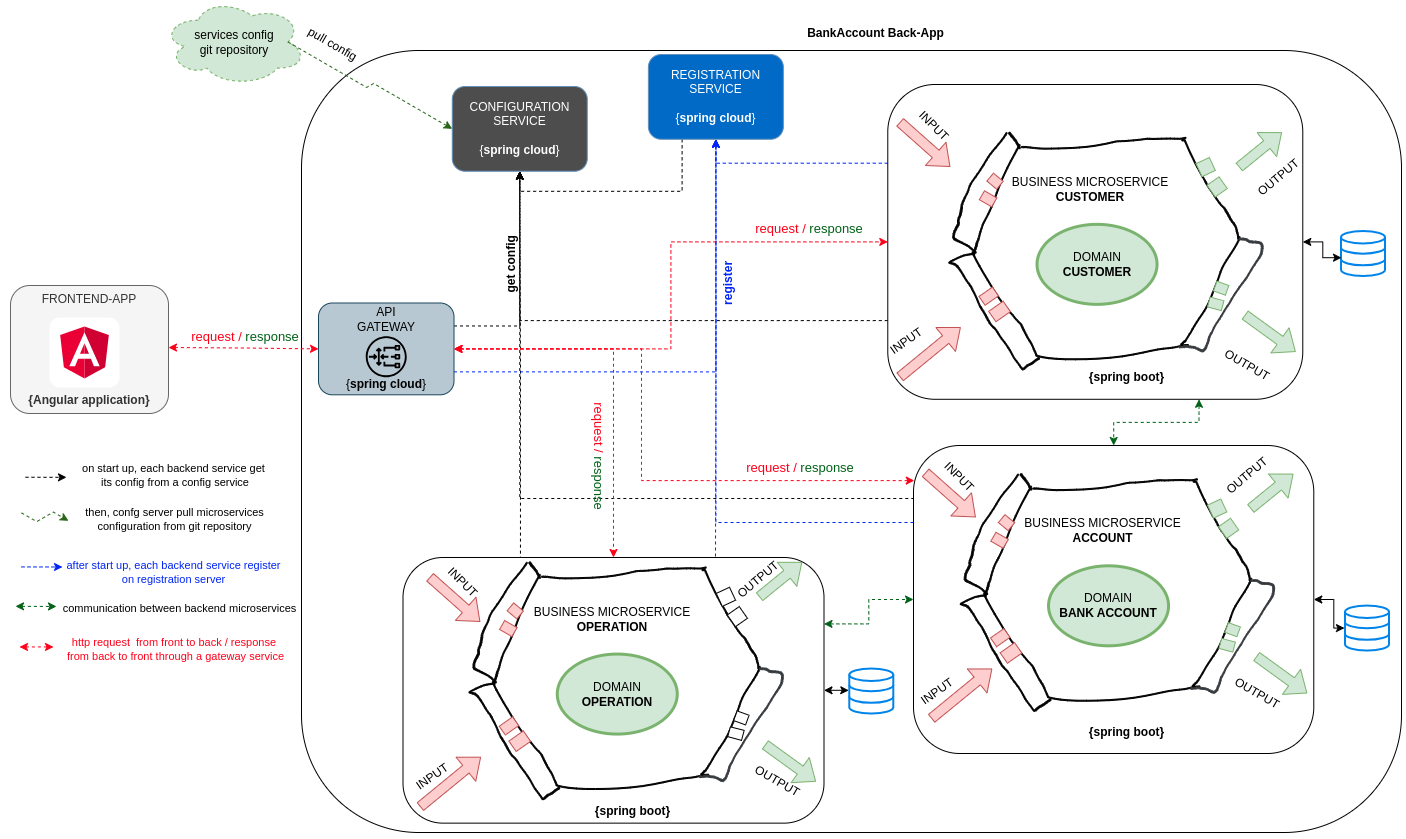 services config
git repository
pull config
BankAccount Back-App
CONFIGURATION
SERVICE
{spring cloud}
REGISTRATION
SERVICE
{spring cloud}
INPUT
OUTPUT
BUSINESS MICROSERVICE
CUSTOMER
DOMAIN
CUSTOMER
INPUT
OUTPUT
{spring boot}
request / response
get config
register
FRONTEND-APP
{Angular application}
request / response
API
GATEWAY
{spring cloud}
request / response
request / response
INPUT
OUTPUT
BUSINESS MICROSERVICE
ACCOUNT
DOMAIN
BANK ACCOUNT
INPUT
OUTPUT
{spring boot}
INPUT
OUTPUT
BUSINESS MICROSERVICE
OPERATION
DOMAIN
OPERATION
INPUT
OUTPUT
{spring boot}
on start up, each backend service get
its config from a config service
then, confg server pull microservices
configuration from git repository
after start up, each backend service register
on registration server
communication between backend microservices
http request  from front to back / response
from back to front through a gateway service